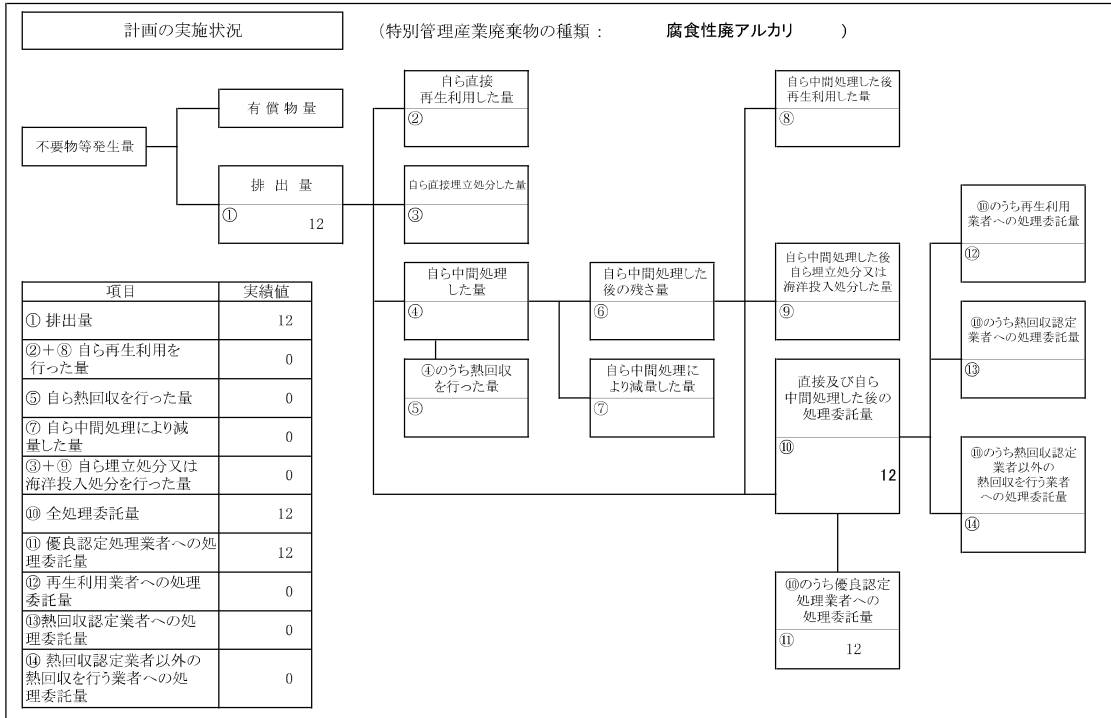 計画の実施状況
（特別管理産業廃棄物の種類： 腐食性廃アルカリ ）
不要物等発生量
有償物量
排出量
①
12
自ら直接
再生利用した量
②
自ら直接埋立処分した量
③
自ら中間処理
した量
④
④のうち熱回収
を行った量
⑤
自ら中間処理した
後の残さ量
⑥
自ら中間処理に
より減量した量
⑦
自ら中間処理した後
再生利用した量
⑧
自ら中間処理した後
自ら埋立処分又は
海洋投入処分した量
⑨
直接及び自ら
中間処理した後の
処理委託量
⑩
12
⑩のうち優良認定
処理業者への
処理委託量
⑪
12
⑩のうち再生利用
業者への処理委託量
⑫
⑩のうち熱回収認定
業者への処理委託量
⑬
⑩のうち熱回収認定
業者以外の
熱回収を行う業者
への処理委託量
⑭
項目 実績値
① 排出量 12
②＋⑧ 自ら再生利用を
行った量 0
⑤ 自ら熱回収を行った量 0
⑦ 自ら中間処理により減
量した量 0
③＋⑨ 自ら埋立処分又は
海洋投入処分を行った量 0
⑩ 全処理委託量 12
⑪ 優良認定処理業者への処
理委託量 12
⑫ 再生利用業者への処理
委託量 0
⑬熱回収認定業者への処
理委託量 0
⑭ 熱回収認定業者以外の
熱回収を行う業者への処
理委託量 0